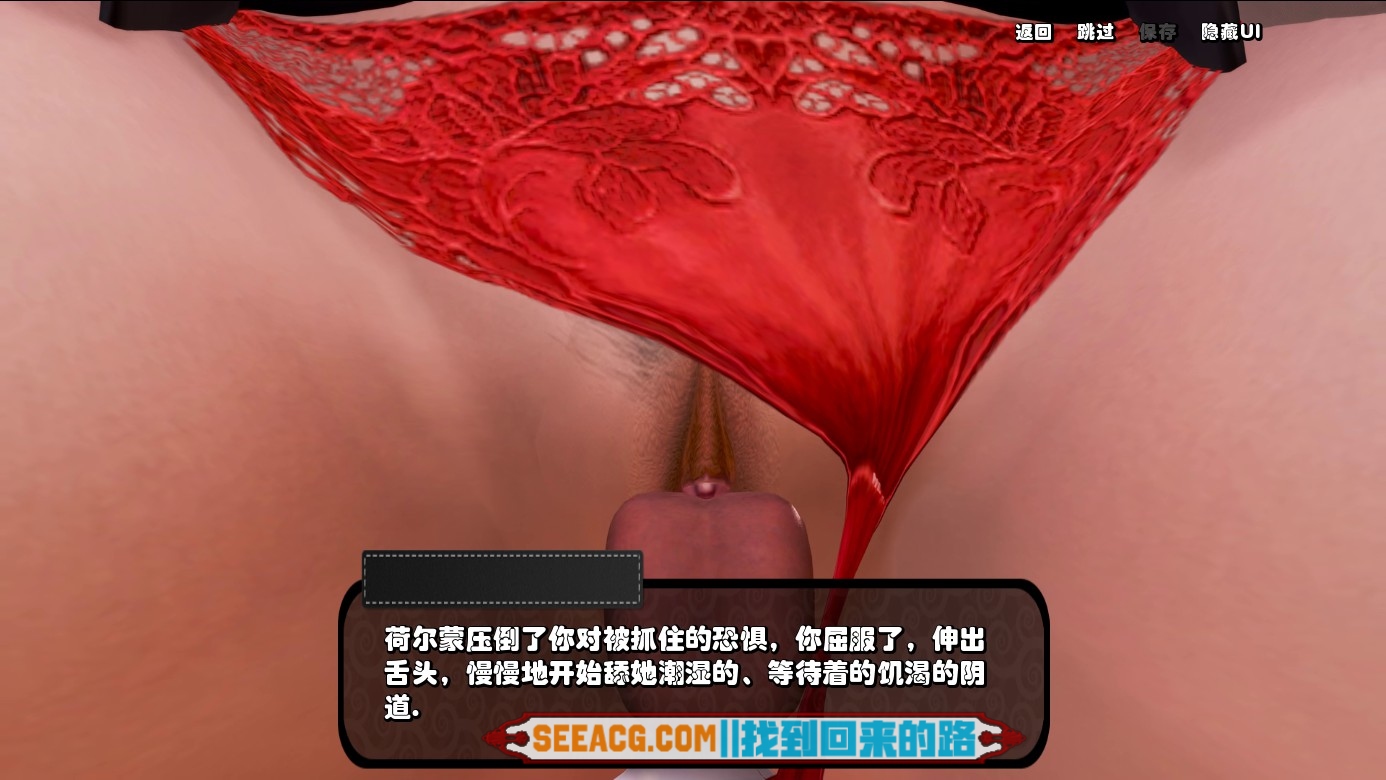 返回 跳过 保存 隐藏UI
荷尔蒙压倒了你对被抓住的恐惧，你屈服了，伸出
舌头，慢慢地开始舔她潮湿的、等待着的饥渴的阴
道.
SEEACG.COM||找到回来的路